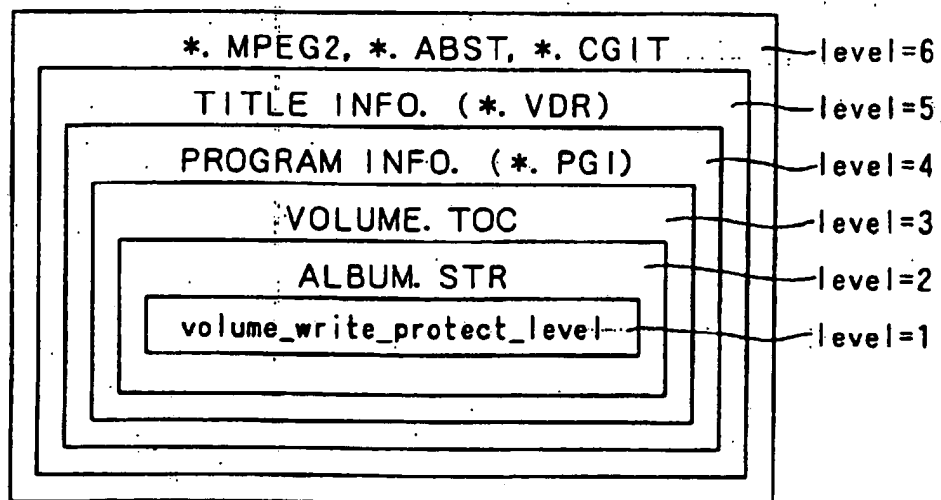 *. MPEG2, *. ABST, *. CGIT level=6
TITLE INFO. (*. VDR) level=5
PROGRAM INFO. (*. PGI) level=4
VOLUME. TOC level=3
ALBUM. STR level=2
volume_write_protect_level level=1